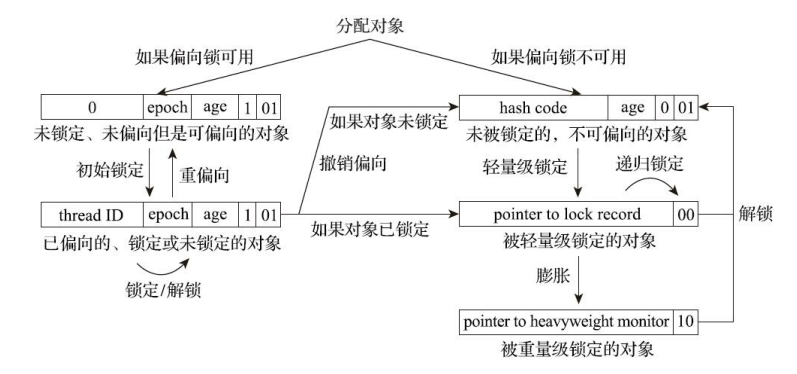 分配对象
如果偏向锁可用
如果偏向锁不可用
0 epoch age 1 01
未锁定、未偏向但是可偏向的对象
初始锁定
重偏向
thread ID epoch age 1 01
已偏向的、锁定或未锁定的对象
锁定/解锁
如果对象未锁定
撤销偏向
如果对象已锁定
hash code age 0 01
未被锁定的，不可偏向的对象
轻量级锁定
递归锁定
pointer to lock record 00
被轻量级锁定的对象
解锁
膨胀
pointer to heavyweight monitor 10
被重量级锁定的对象